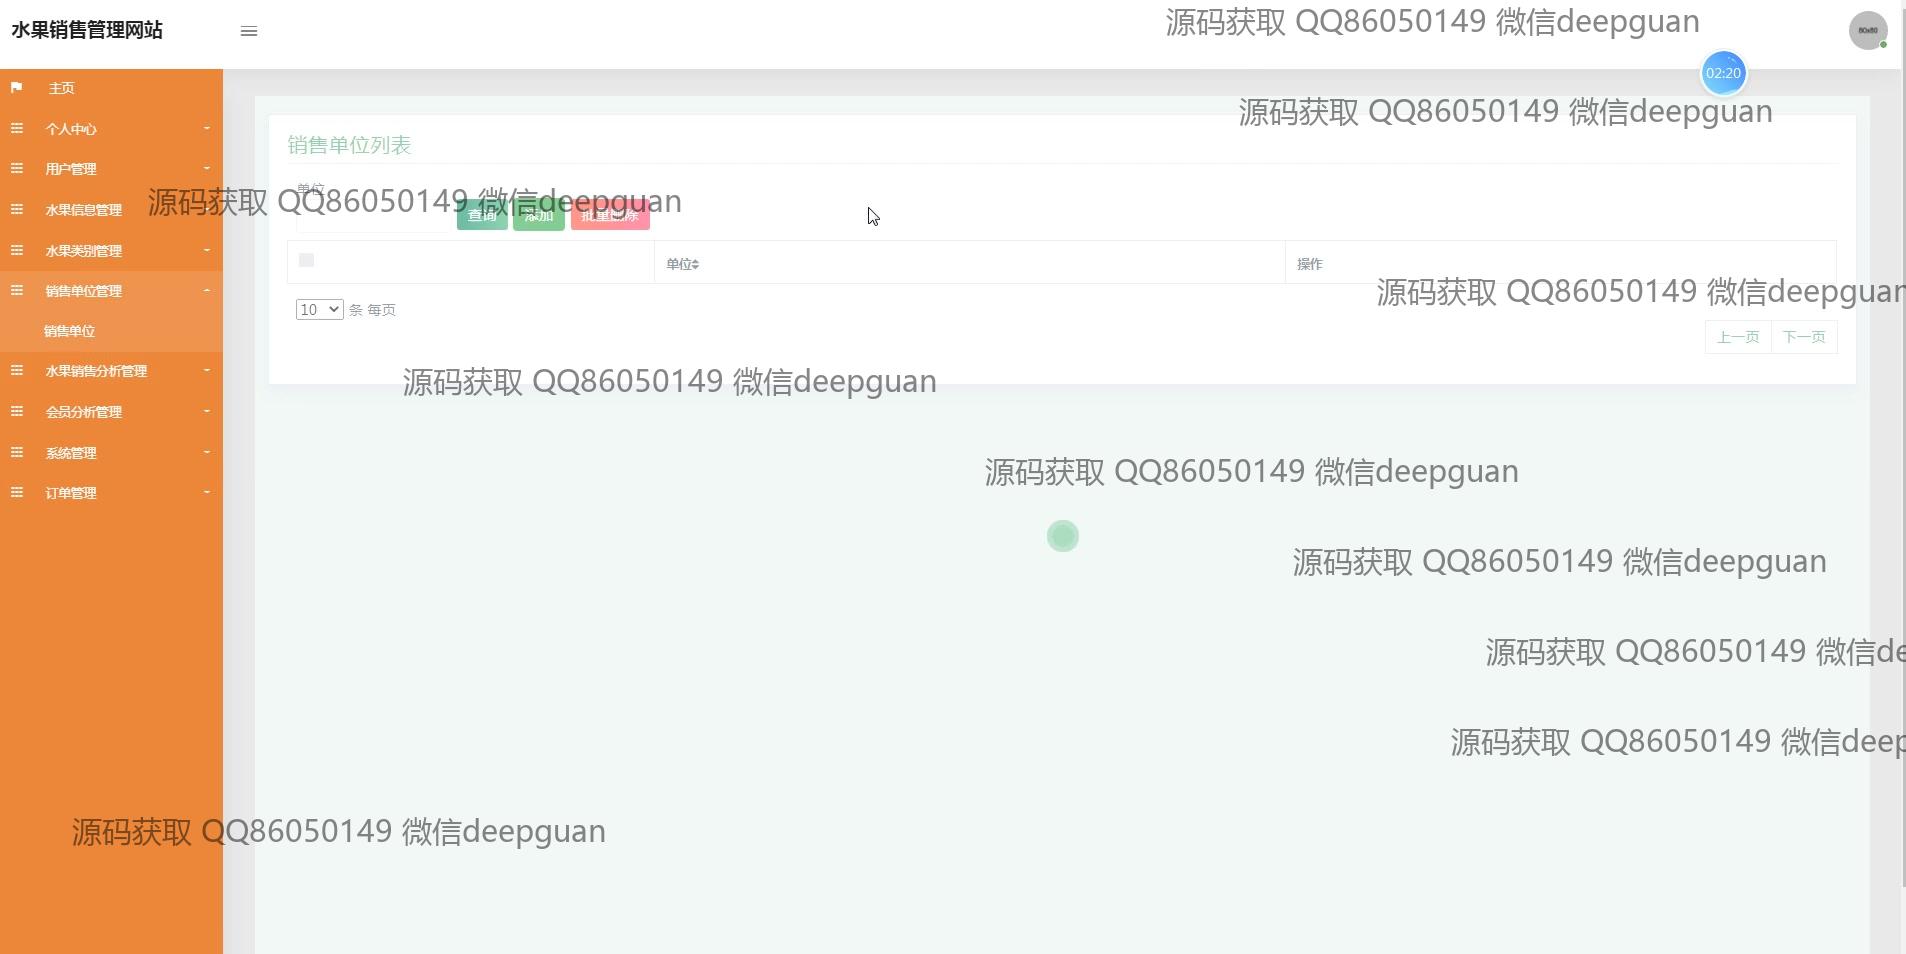 水果销售管理网站
源码获取 QQ86050149 微信deepguan
80x80
02:20
主页
源码获取 QQ86050149 微信deepguan
个人中心
销售单位列表
用户管理
单位
源码获取 QQ86050149 微信deepguan
水果信息管理
查询
添加
批量删除
水果类别管理
单位
操作
销售单位管理
源码获取 QQ86050149 微信deepguan
10 条 每页
销售单位
上一页
下一页
水果销售分析管理
源码获取 QQ86050149 微信deepguan
会员分析管理
系统管理
源码获取 QQ86050149 微信deepguan
订单管理
源码获取 QQ86050149 微信deepguan
源码获取 QQ86050149 微信de
源码获取 QQ86050149 微信deep
源码获取 QQ86050149 微信deepguan